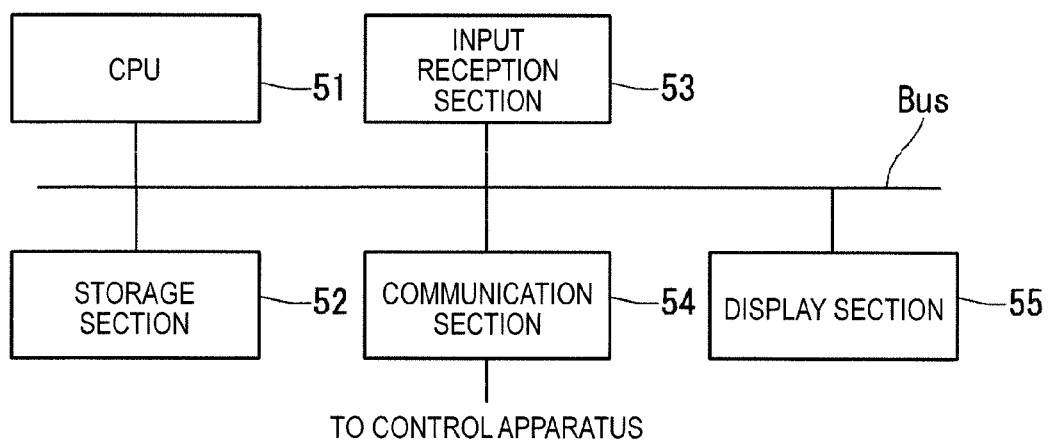 CPU
51
INPUT
RECEPTION
SECTION
53
Bus
STORAGE
SECTION
52
COMMUNICATION
SECTION
54
DISPLAY SECTION
55
TO CONTROL APPARATUS